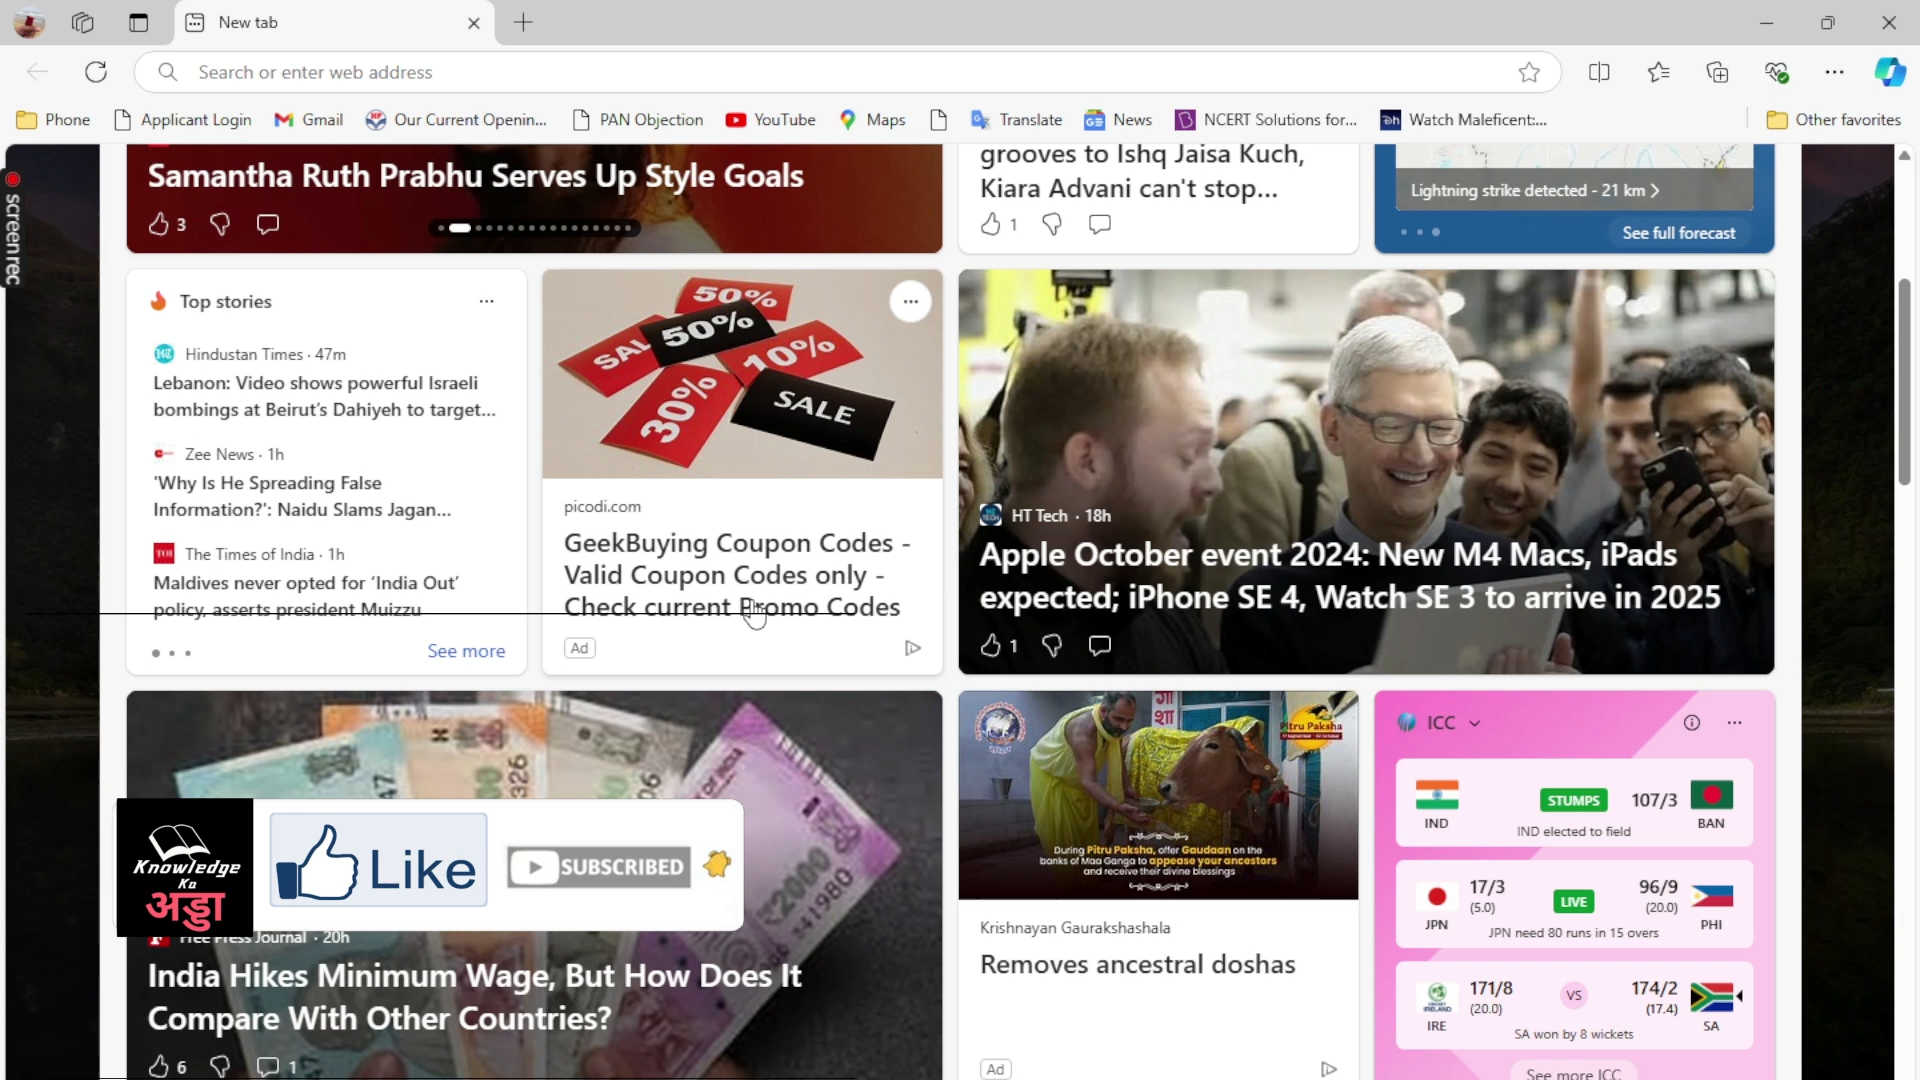 New tab
Search or enter web address
Phone
Applicant Login
Gmail
Our Current Openin...
PAN Objection
YouTube
Maps
Translate
News
NCERT Solutions for...
Watch Maleficent:...
Other favorites
screenrec
Samantha Ruth Prabhu Serves Up Style Goals
3
grooves to Ishq Jaisa Kuch,
Kiara Advani can't stop...
1
Lightning strike detected - 21 km
See full forecast
Top stories
Hindustan Times · 47m
Lebanon: Video shows powerful Israeli
bombings at Beirut's Dahiyeh to target...
Zee News · 1h
'Why Is He Spreading False
Information?': Naidu Slams Jagan...
The Times of India · 1h
Maldives never opted for 'India Out'
policy, asserts president Muizzu
See more
50%
50%
SAL
10%
30%
SALE
picodi.com
GeekBuying Coupon Codes -
Valid Coupon Codes only -
Check current Promo Codes
Ad
HT Tech · 18h
Apple October event 2024: New M4 Macs, iPads
expected; iPhone SE 4, Watch SE 3 to arrive in 2025
1
Knowledge
Ka
अड्डा
Like
SUBSCRIBED
Free Press Journal · 20h
India Hikes Minimum Wage, But How Does It
Compare With Other Countries?
6
1
Pitru Paksha
During Pitru Paksha, offer Gaudaan on the
banks of Maa Ganga to appease your ancestors
and receive their divine blessings
Krishnayan Gaurakshashala
Removes ancestral doshas
Ad
ICC
IND
STUMPS
107/3
BAN
IND elected to field
JPN
17/3
(5.0)
LIVE
96/9
(20.0)
PHI
JPN need 80 runs in 15 overs
IRE
171/8
(20.0)
VS
174/2
(17.4)
SA
SA won by 8 wickets
See more ICC